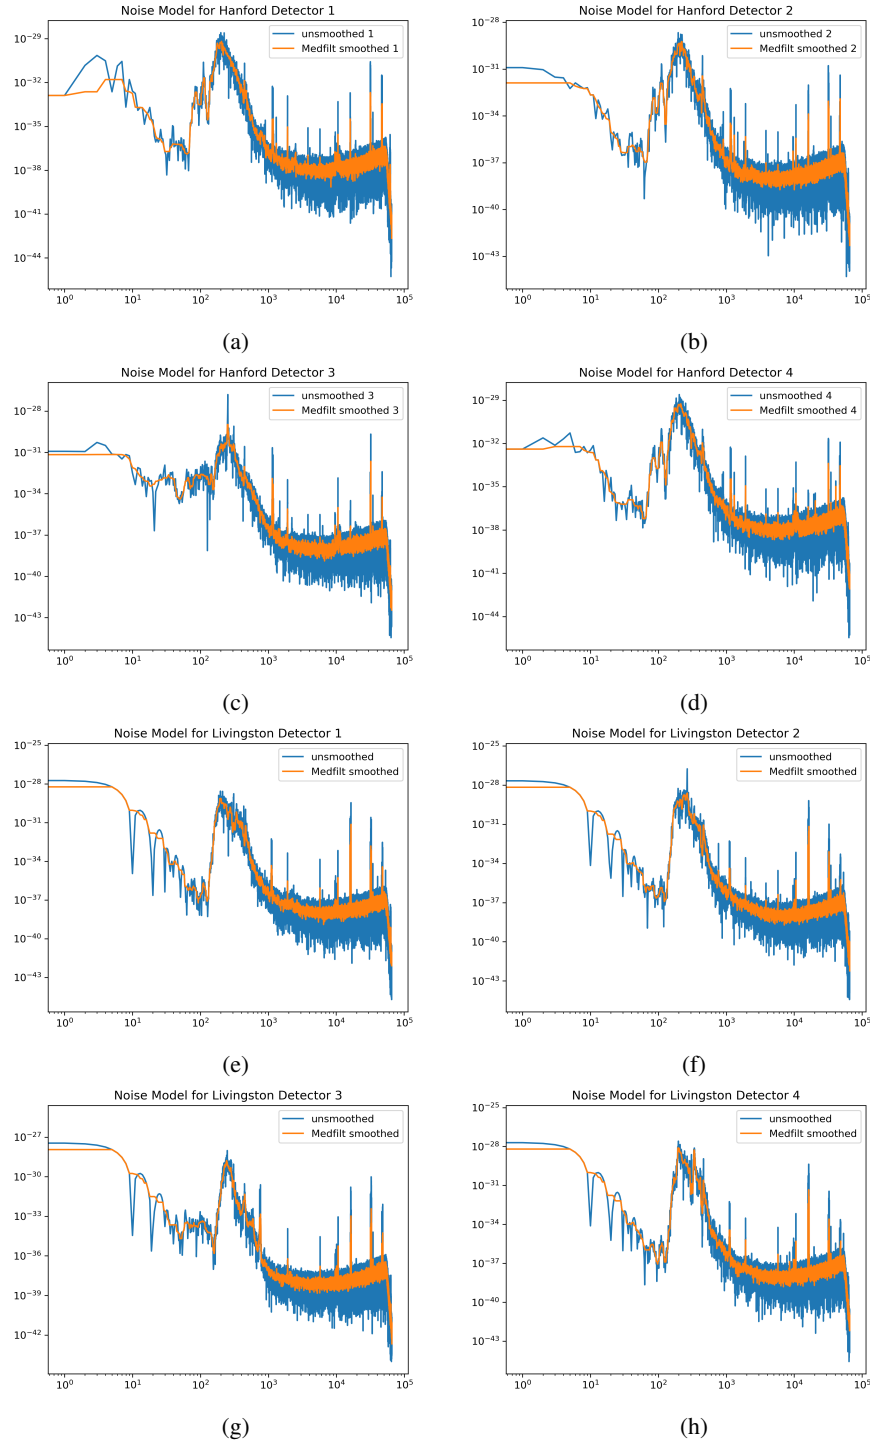 Noise Model for Hanford Detector 1
unsmoothed 1
Medfilt smoothed 1
10^−29
10^−32
10^−35
10^−38
10^−41
10^−44
10^0 10^1 10^2 10^3 10^4 10^5
(a)
Noise Model for Hanford Detector 2
unsmoothed 2
Medfilt smoothed 2
10^−28
10^−31
10^−34
10^−37
10^−40
10^−43
10^0 10^1 10^2 10^3 10^4 10^5
(b)
Noise Model for Hanford Detector 3
unsmoothed 3
Medfilt smoothed 3
10^−28
10^−31
10^−34
10^−37
10^−40
10^−43
10^0 10^1 10^2 10^3 10^4 10^5
(c)
Noise Model for Hanford Detector 4
unsmoothed 4
Medfilt smoothed 4
10^−29
10^−32
10^−35
10^−38
10^−41
10^−44
10^0 10^1 10^2 10^3 10^4 10^5
(d)
Noise Model for Livingston Detector 1
unsmoothed
Medfilt smoothed
10^−25
10^−28
10^−31
10^−34
10^−37
10^−40
10^−43
10^0 10^1 10^2 10^3 10^4 10^5
(e)
Noise Model for Livingston Detector 2
unsmoothed
Medfilt smoothed
10^−25
10^−28
10^−31
10^−34
10^−37
10^−40
10^−43
10^0 10^1 10^2 10^3 10^4 10^5
(f)
Noise Model for Livingston Detector 3
unsmoothed
Medfilt smoothed
10^−27
10^−30
10^−33
10^−36
10^−39
10^−42
10^0 10^1 10^2 10^3 10^4 10^5
(g)
Noise Model for Livingston Detector 4
unsmoothed
Medfilt smoothed
10^−25
10^−28
10^−31
10^−34
10^−37
10^−40
10^−43
10^0 10^1 10^2 10^3 10^4 10^5
(h)